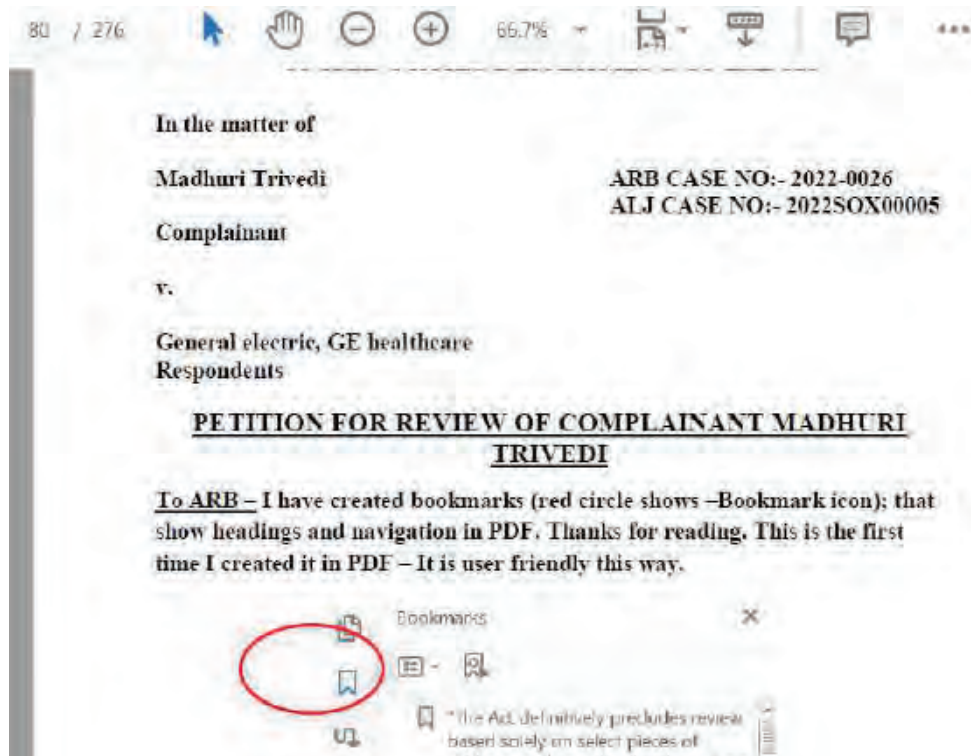 80 / 276 66.7%
In the matter of
Madhuri Trivedi
ARB CASE NO:- 2022-0026
ALJ CASE NO:- 2022SOX00005
Complainant
v.
General electric, GE healthcare
Respondents
PETITION FOR REVIEW OF COMPLAINANT MADHURI
TRIVEDI
To ARB – I have created bookmarks (red circle shows –Bookmark icon); that
show headings and navigation in PDF. Thanks for reading. This is the first
time I created it in PDF – It is user friendly this way.
Bookmarks
"The Act definitively precludes review
based solely on select pieces of